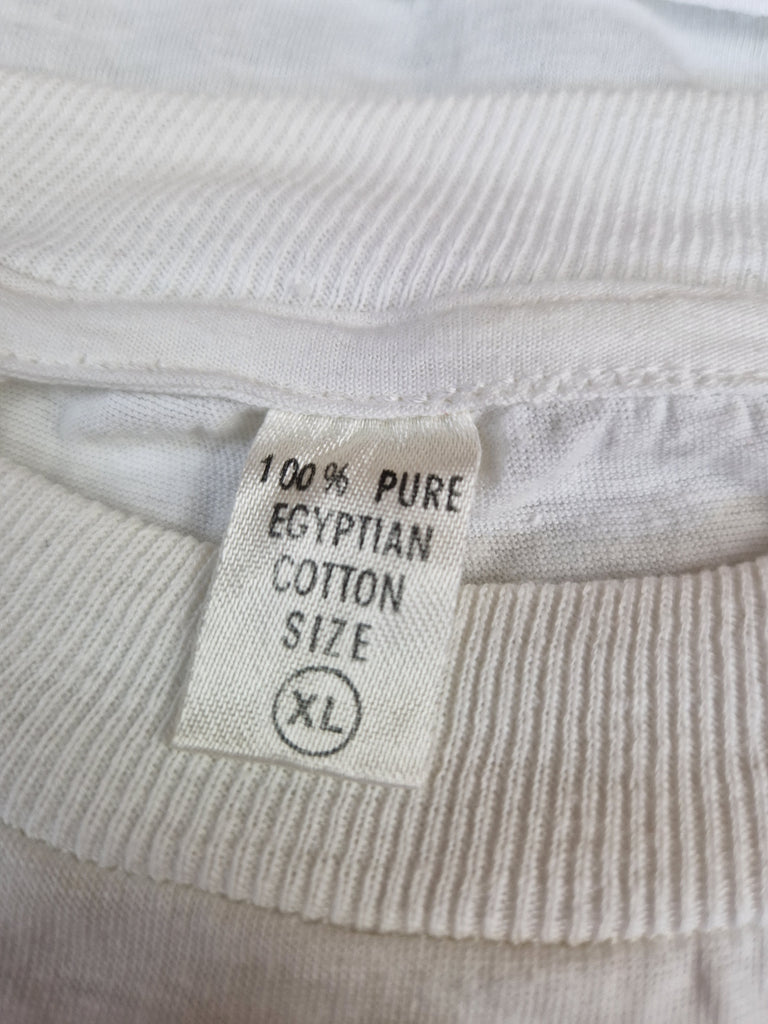 100% PURE
EGYPTIAN
COTTON
SIZE
XL